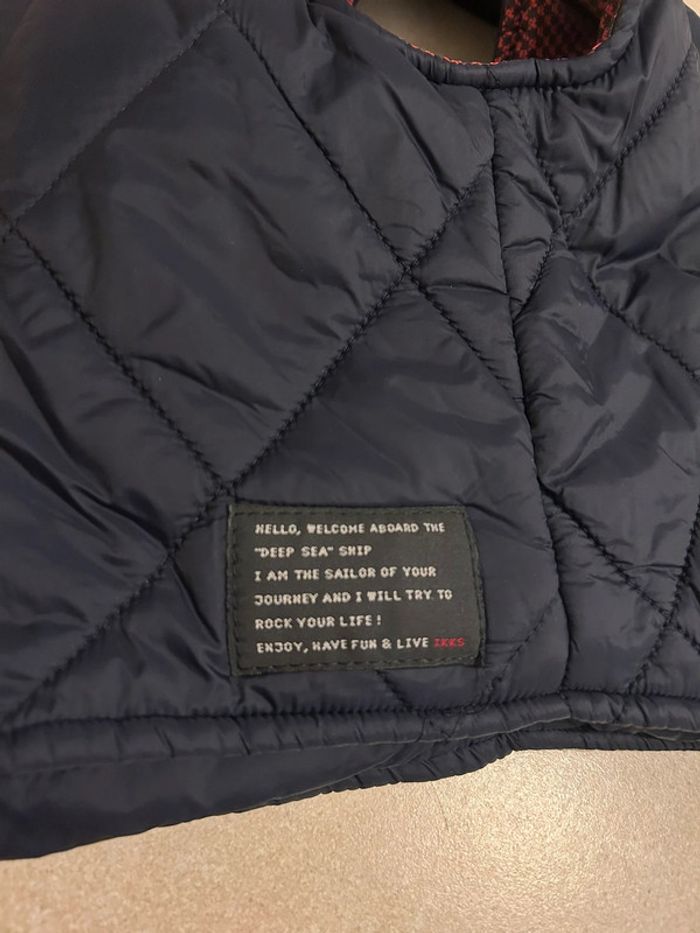 HELLO, WELCOME ABOARD THE
"DEEP SEA" SHIP
I AM THE SAILOR OF YOUR
JOURNEY AND I WILL TRY TO
ROCK YOUR LIFE !
ENJOY, HAVE FUN & LIVE IKKS